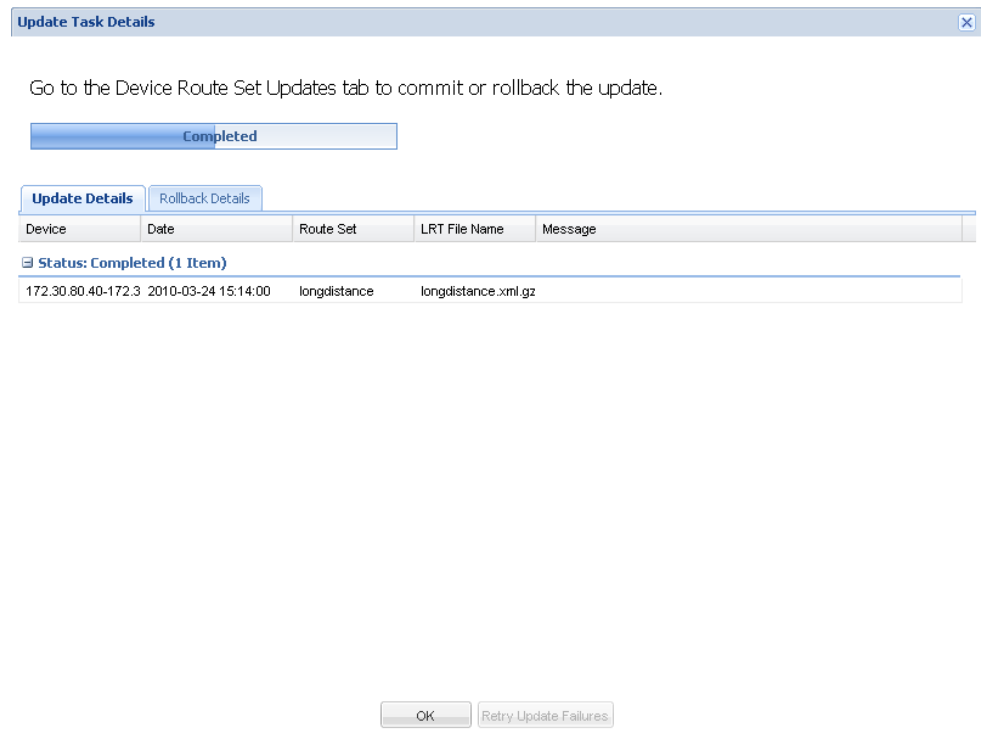 Update Task Details
Go to the Device Route Set Updates tab to commit or rollback the update.
Completed
Update Details Rollback Details
Device Date Route Set LRT File Name Message
Status: Completed (1 Item)
172.30.80.40-172.3 2010-03-24 15:14:00 longdistance longdistance.xml.gz
OK Retry Update Failures